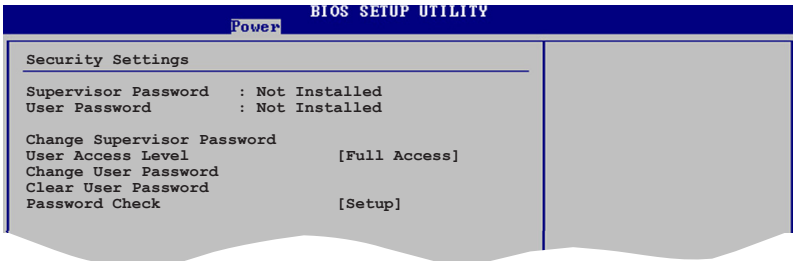 BIOS SETUP UTILITY
Power
Security Settings
Supervisor Password : Not Installed
User Password : Not Installed
Change Supervisor Password
User Access Level [Full Access]
Change User Password
Clear User Password
Password Check [Setup]